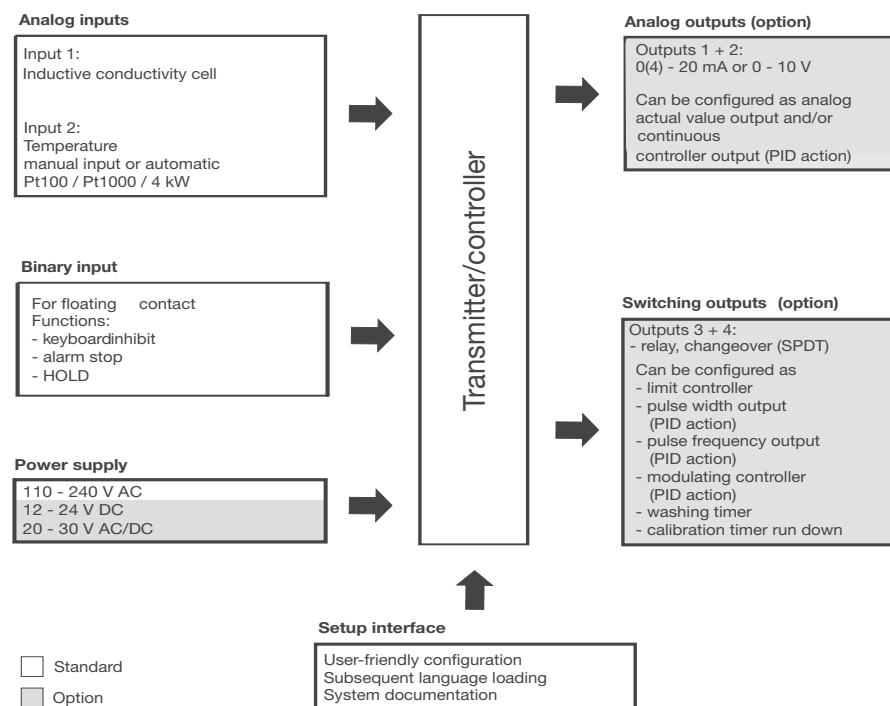 Analog inputs
Input 1:
Inductive conductivity cell
Input 2:
Temperature
manual input or automatic
Pt100 / Pt1000 / 4 kW
Binary input
For floating contact
Functions:
- keyboardinhibit
- alarm stop
- HOLD
Power supply
110 - 240 V AC
12 - 24 V DC
20 - 30 V AC/DC
Transmitter/controller
Analog outputs (option)
Outputs 1 + 2:
0(4) - 20 mA or 0 - 10 V
Can be configured as analog
actual value output and/or
continuous
controller output (PID action)
Switching outputs (option)
Outputs 3 + 4:
- relay, changeover (SPDT)
Can be configured as
- limit controller
- pulse width output
(PID action)
- pulse frequency output
(PID action)
- modulating controller
(PID action)
- washing timer
- calibration timer run down
Setup interface
User-friendly configuration
Subsequent language loading
System documentation
Standard
Option